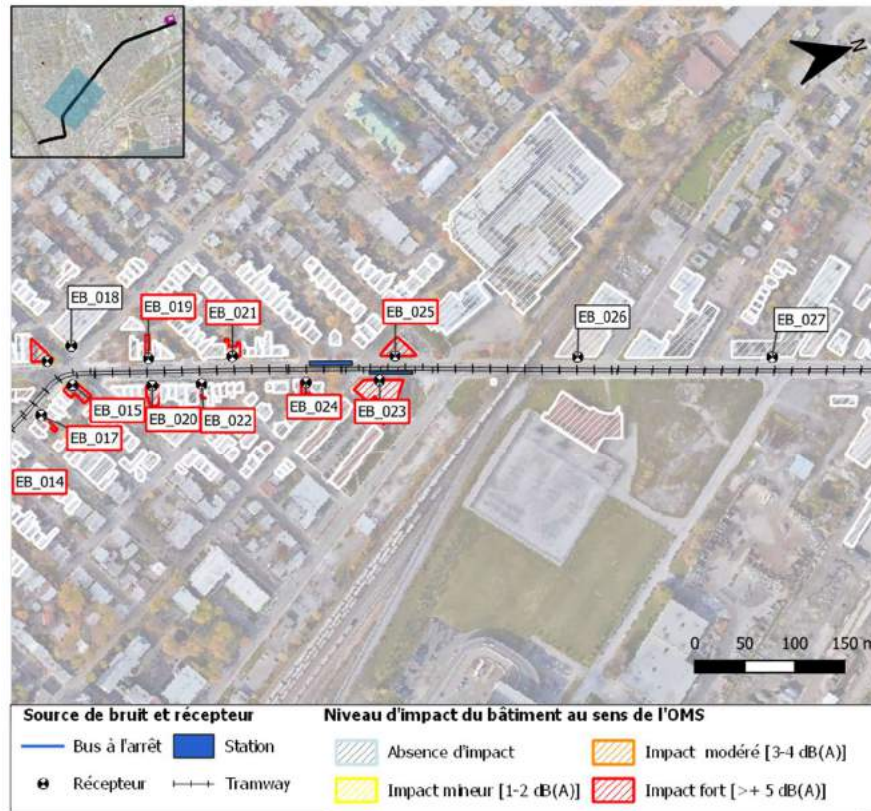 N
EB_018
EB_019
EB_021
EB_025
EB_026
EB_027
EB_015
EB_020
EB_022
EB_024
EB_023
EB_017
EB_014
0 50 100 150 m
Source de bruit et récepteur
Bus à l'arrêt
Station
Récepteur
Tramway
Niveau d'impact du bâtiment au sens de l'OMS
Absence d'impact
Impact modéré [3-4 dB(A)]
Impact mineur [1-2 dB(A)]
Impact fort [>+ 5 dB(A)]